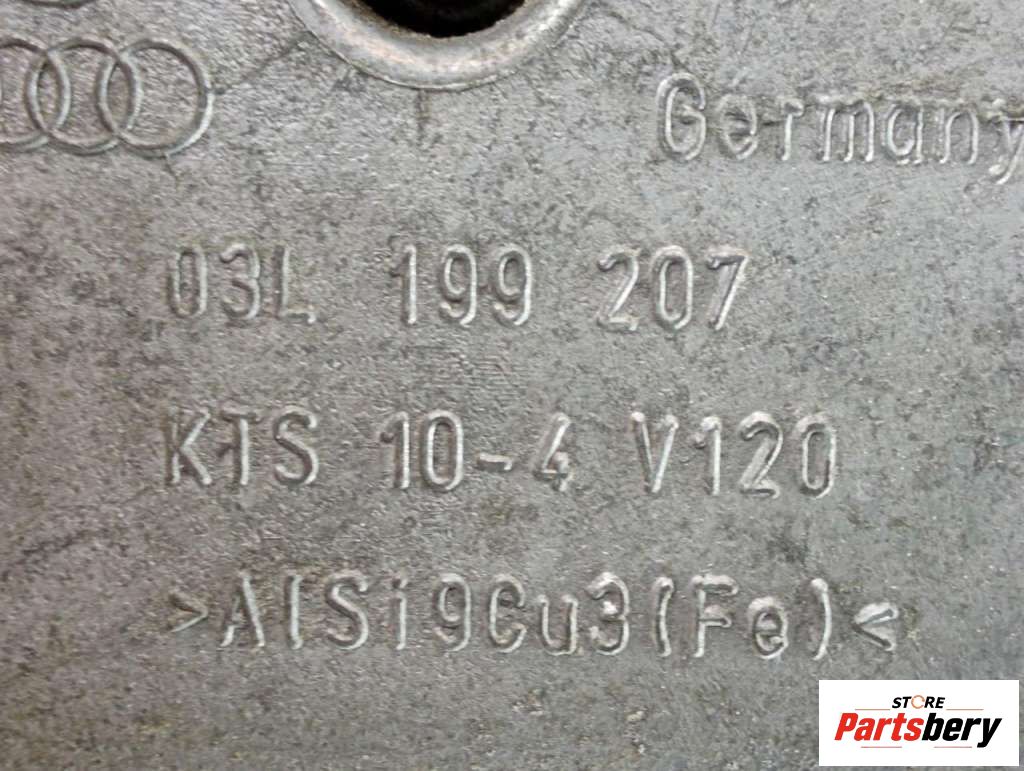 Germany
03L 199 207
KTS 10-4 V120
>AlSi9Cu3(Fe)<
STORE
Partsbery